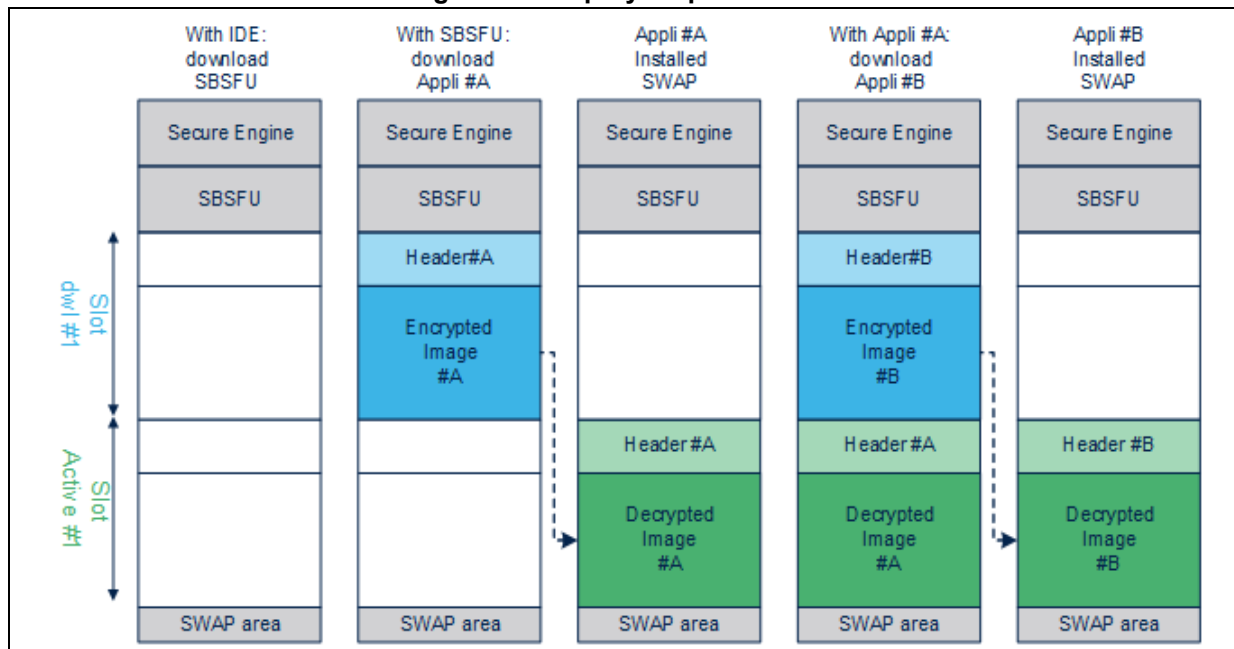 With IDE:
download
SBSFU
With SBSFU:
download
Appli #A
Appli #A
Installed
SWAP
With Appli #A:
download
Appli #B
Appli #B
Installed
SWAP
Secure Engine
Secure Engine
Secure Engine
Secure Engine
Secure Engine
SBSFU
SBSFU
SBSFU
SBSFU
SBSFU
Slot
dwl #1
Header#A
Header#B
Encrypted
Image
#A
Encrypted
Image
#B
Slot
Active #1
Header #A
Header #A
Header #B
Decrypted
Image
#A
Decrypted
Image
#A
Decrypted
Image
#B
SWAP area
SWAP area
SWAP area
SWAP area
SWAP area